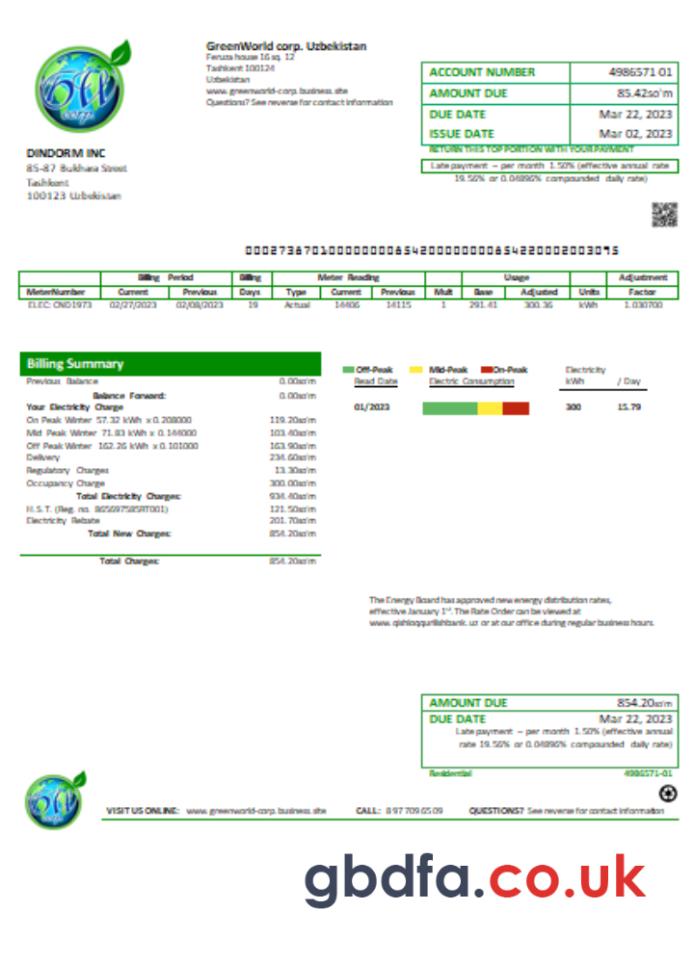 GreenWorld corp. Uzbekistan
Feruza house 16 sq. 12
Tashkent 100124
Uzbekistan
www.greenworld-corp.business.site
Questions? See reverse for contact information
ACCOUNT NUMBER 4986571 01
AMOUNT DUE 85.42so'm
DUE DATE Mar 22, 2023
ISSUE DATE Mar 02, 2023
RETURN THIS TOP PORTION WITH YOUR PAYMENT
Late payment – per month 1.50% (effective annual rate
19.56% or 0.04896% compounded daily rate)
DINDORM INC
85-87 Bukhara Street
Tashkent
100123 Uzbekistan
Billing Period Billing Meter Reading Usage Adjustment
MeterNumber Current Previous Days Type Current Previous Mult Base Adjusted Units Factor
ELEC: CND1973 02/27/2023 02/08/2023 19 Actual 14406 14115 1 291.41 300.36 kWh 1.030700
Billing Summary
Previous Balance 0.00so'm
Balance Forward: 0.00so'm
Your Electricity Charge
On Peak Winter 57.32 kWh x 0.208000 119.20so'm
Mid Peak Winter 71.83 kWh x 0.144000 103.40so'm
Off Peak Winter 162.26 kWh x 0.101000 163.90so'm
Delivery 234.60so'm
Regulatory Charges 13.30so'm
Occupancy Charge 300.00so'm
Total Electricity Charges: 934.40so'm
H.S.T. (Reg. no. 865697585RT001) 121.50so'm
Electricity Rebate 201.70so'm
Total New Charges: 854.20so'm
Total Charges: 854.20so'm
Off-Peak Mid-Peak On-Peak Electricity
Read Date Electric Consumption kWh / Day
01/2023 300 15.79
The Energy Board has approved new energy distribution rates,
effective January 1st. The Rate Order can be viewed at
www. qishloqqurilishbank. uz or at our office during regular business hours.
AMOUNT DUE 854.20so'm
DUE DATE Mar 22, 2023
Late payment – per month 1.50% (effective annual
rate 19.56% or 0.04896% compounded daily rate)
Residential 4986571-01
VISIT US ONLINE: www.greenworld-corp.business.site CALL: 8 97 709 65 09 QUESTIONS? See reverse for contact information
gbdfa.co.uk